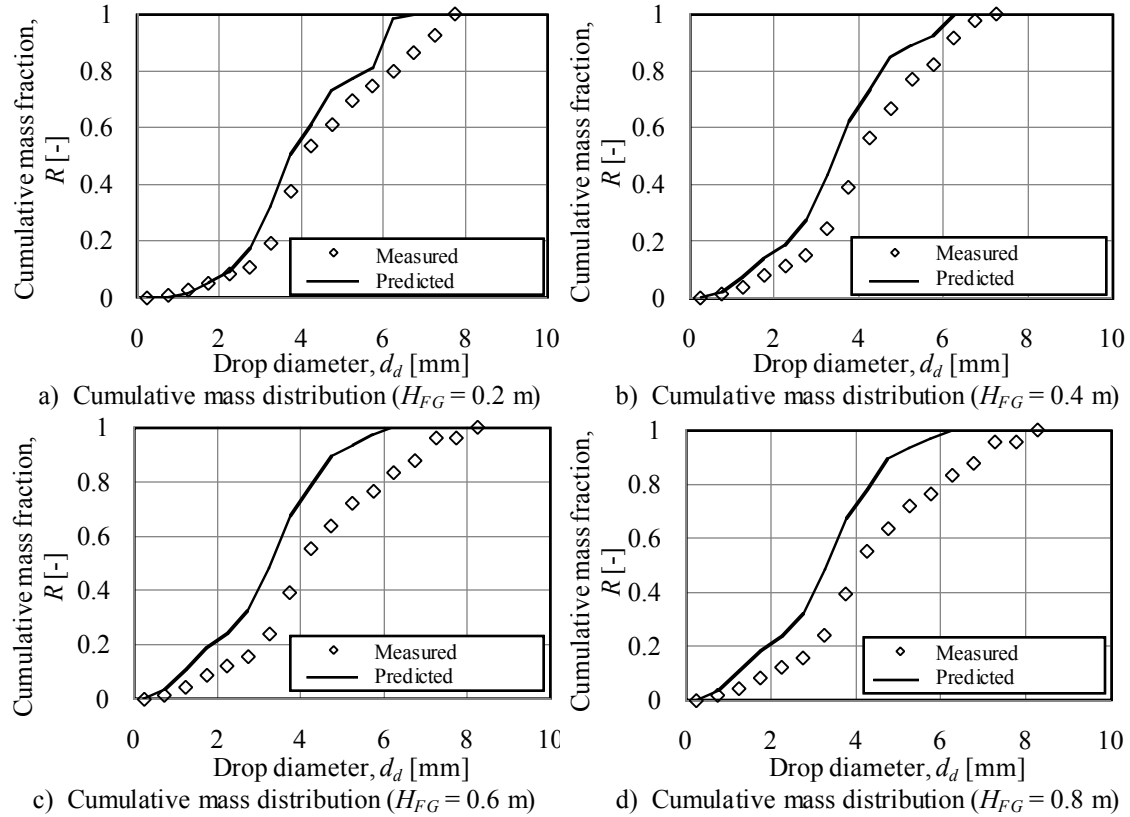 Cumulative mass fraction,
R [-]
1
0.8
0.6
0.4
0.2
0
Measured
Predicted
0 2 4 6 8 10
Drop diameter, d_d [mm]
a) Cumulative mass distribution (H_FG = 0.2 m)
Cumulative mass fraction,
R [-]
1
0.8
0.6
0.4
0.2
0
Measured
Predicted
0 2 4 6 8 10
Drop diameter, d_d [mm]
b) Cumulative mass distribution (H_FG = 0.4 m)
Cumulative mass fraction,
R [-]
1
0.8
0.6
0.4
0.2
0
Measured
Predicted
0 2 4 6 8 10
Drop diameter, d_d [mm]
c) Cumulative mass distribution (H_FG = 0.6 m)
Cumulative mass fraction,
R [-]
1
0.8
0.6
0.4
0.2
0
Measured
Predicted
0 2 4 6 8 10
Drop diameter, d_d [mm]
d) Cumulative mass distribution (H_FG = 0.8 m)